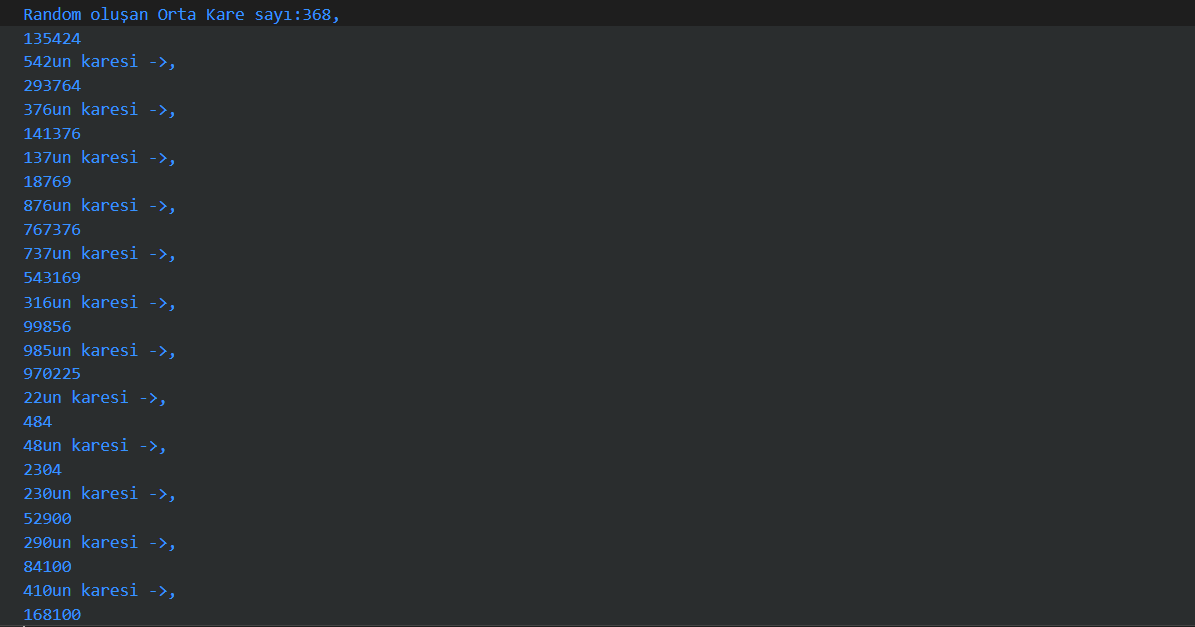 Random oluşan Orta Kare sayı:368,
135424
542un karesi ->,
293764
376un karesi ->,
141376
137un karesi ->,
18769
876un karesi ->,
767376
737un karesi ->,
543169
316un karesi ->,
99856
985un karesi ->,
970225
22un karesi ->,
484
48un karesi ->,
2304
230un karesi ->,
52900
290un karesi ->,
84100
410un karesi ->,
168100